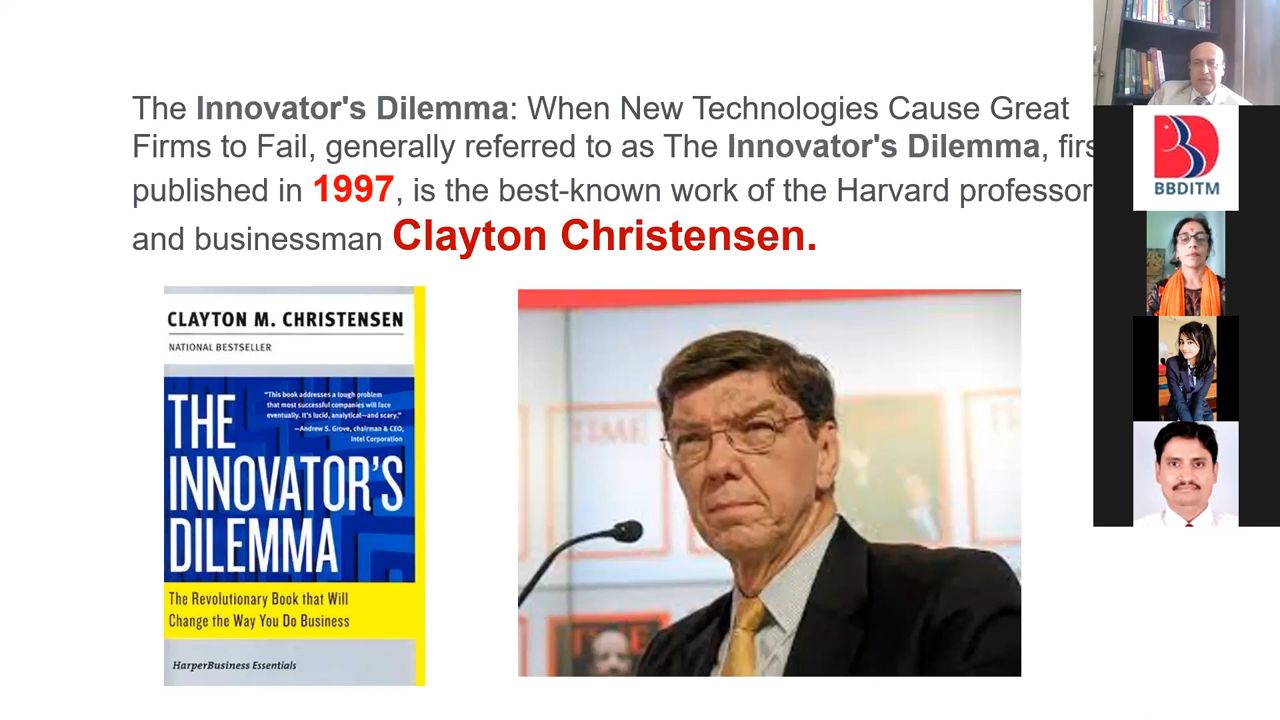 The Innovator's Dilemma: When New Technologies Cause Great
Firms to Fail, generally referred to as The Innovator's Dilemma, firs
published in 1997, is the best-known work of the Harvard professor
and businessman Clayton Christensen.
CLAYTON M. CHRISTENSEN
NATIONAL BESTSELLER
"This book addresses a tough problem
that most successful companies will face
eventually. It's lucid, analytical—and scary."
—Andrew S. Grove, chairman & CEO,
Intel Corporation
THE
INNOVATOR'S
DILEMMA
The Revolutionary Book that Will
Change the Way You Do Business
HarperBusiness Essentials
TIME
BBDITM